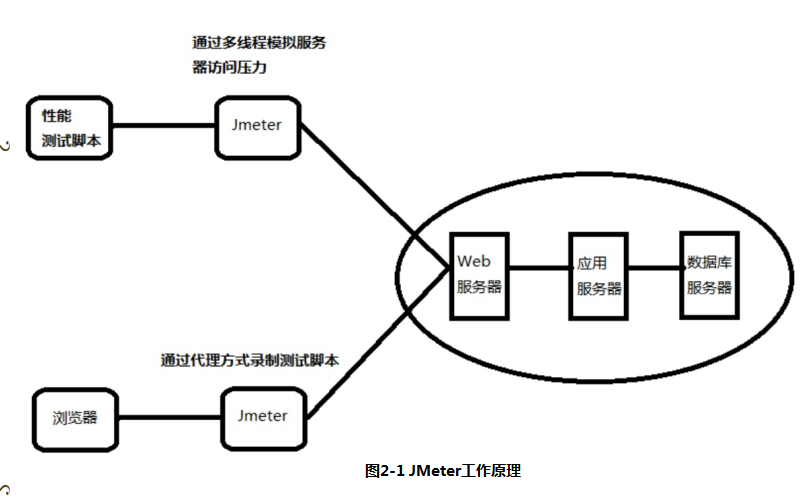 通过多线程模拟服务
器访问压力
性能
测试脚本
Jmeter
Web
服务器
应用
服务器
数据库
服务器
通过代理方式录制测试脚本
浏览器
Jmeter
图2-1 JMeter工作原理